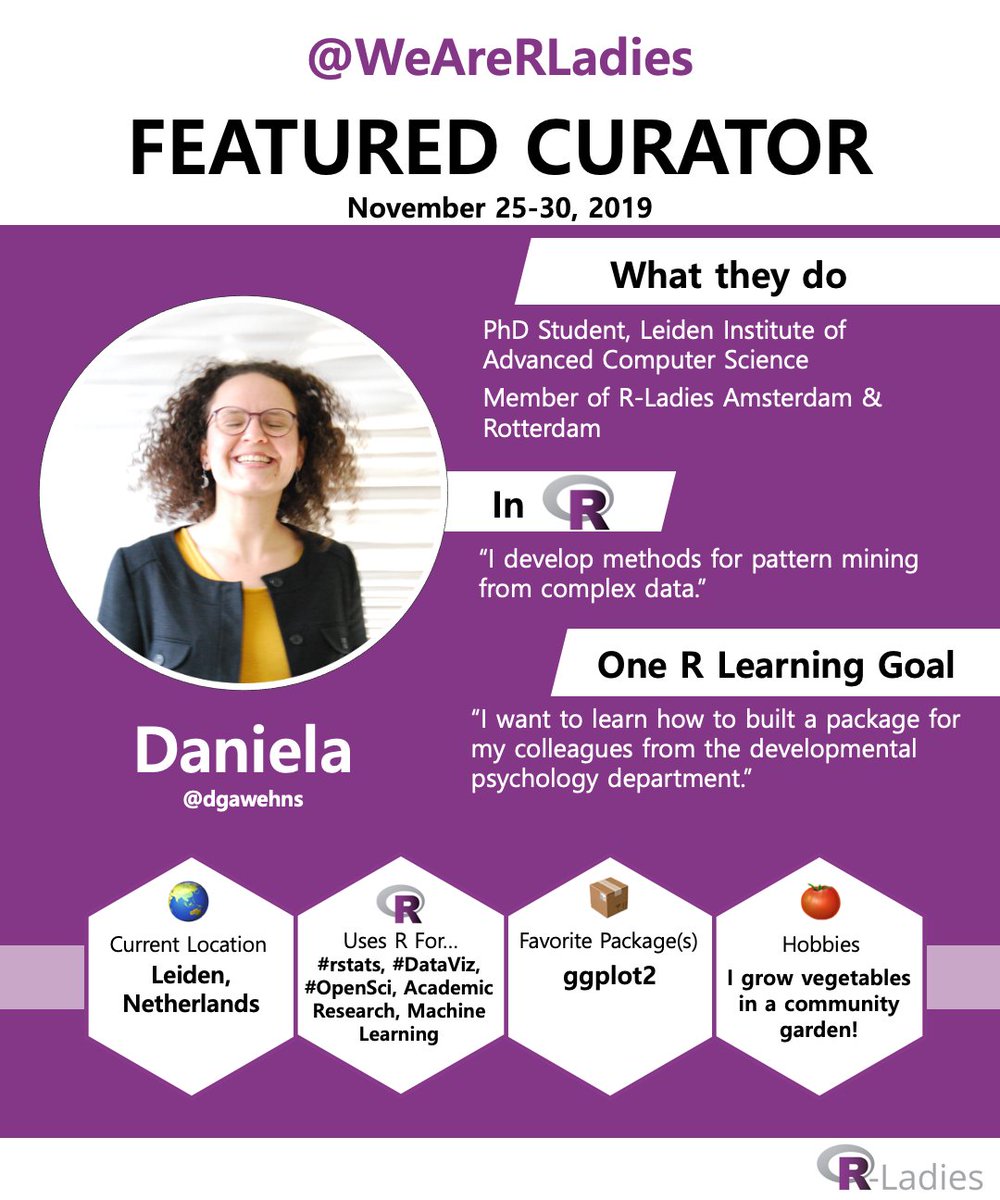 @WeAreRLadies
FEATURED CURATOR
November 25-30, 2019
What they do
PhD Student, Leiden Institute of
Advanced Computer Science
Member of R-Ladies Amsterdam &
Rotterdam
In R
“I develop methods for pattern mining
from complex data.”
One R Learning Goal
“I want to learn how to built a package for
my colleagues from the developmental
psychology department.”
Daniela
@dgawehns
Current Location
Leiden,
Netherlands
R
Uses R For...
#rstats, #DataViz,
#OpenSci, Academic
Research, Machine
Learning
Favorite Package(s)
ggplot2
Hobbies
I grow vegetables
in a community
garden!
R-Ladies